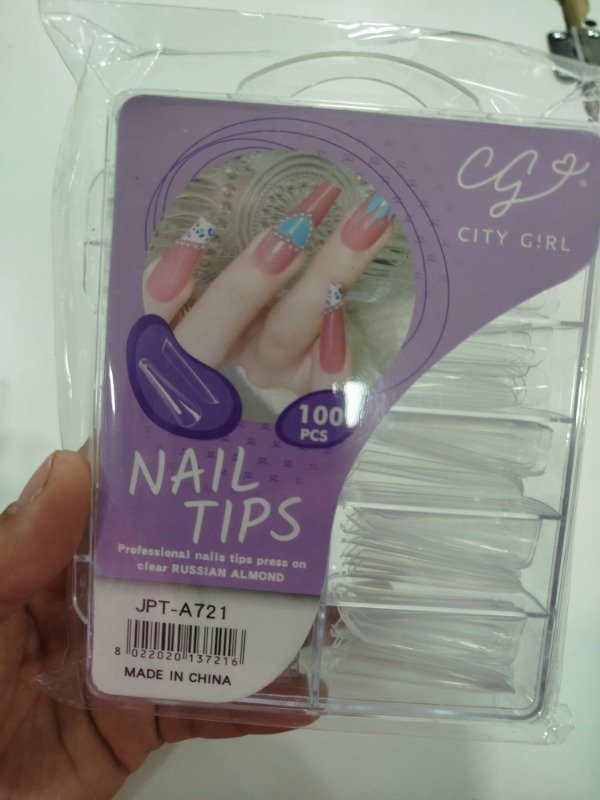 CG
®
CITY G!RL
100
PCS
NAIL
TIPS
Professional nails tips press on
clear RUSSIAN ALMOND
JPT-A721
8 022020 137216
MADE IN CHINA